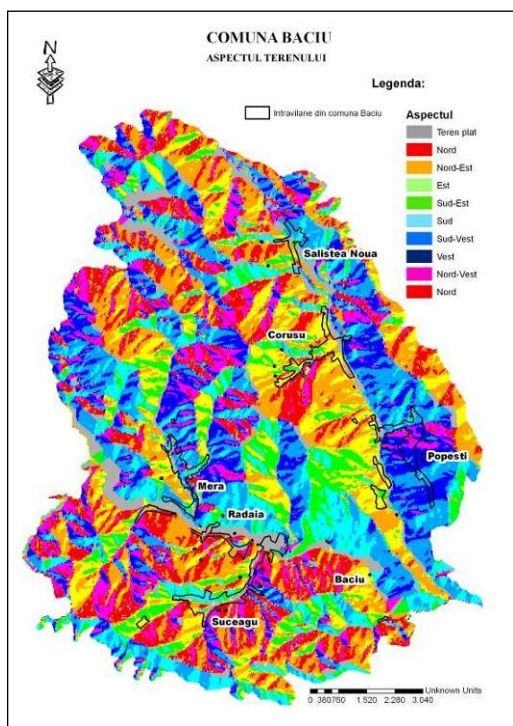 COMUNA BACIU
ASPECTUL TERENULUI
N
Legenda:
Intravilane din comuna Baciu
Aspectul
Teren plat
Nord
Nord-Est
Est
Sud-Est
Sud
Sud-Vest
Vest
Nord-Vest
Nord
Salistea Noua
Corusu
Popesti
Mera
Radaia
Baciu
Suceagu
Unknown Units
0 380760 1.520 2.280 3.040